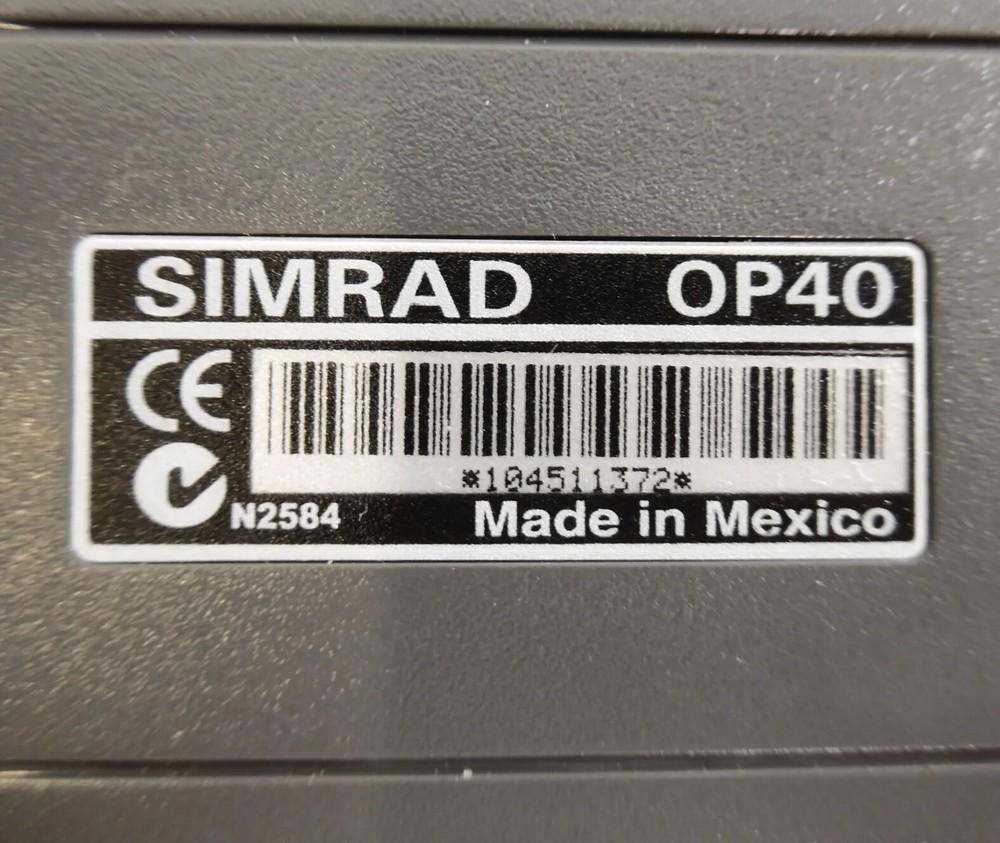 SIMRAD OP40
CE
*104511372*
N2584 Made in Mexico